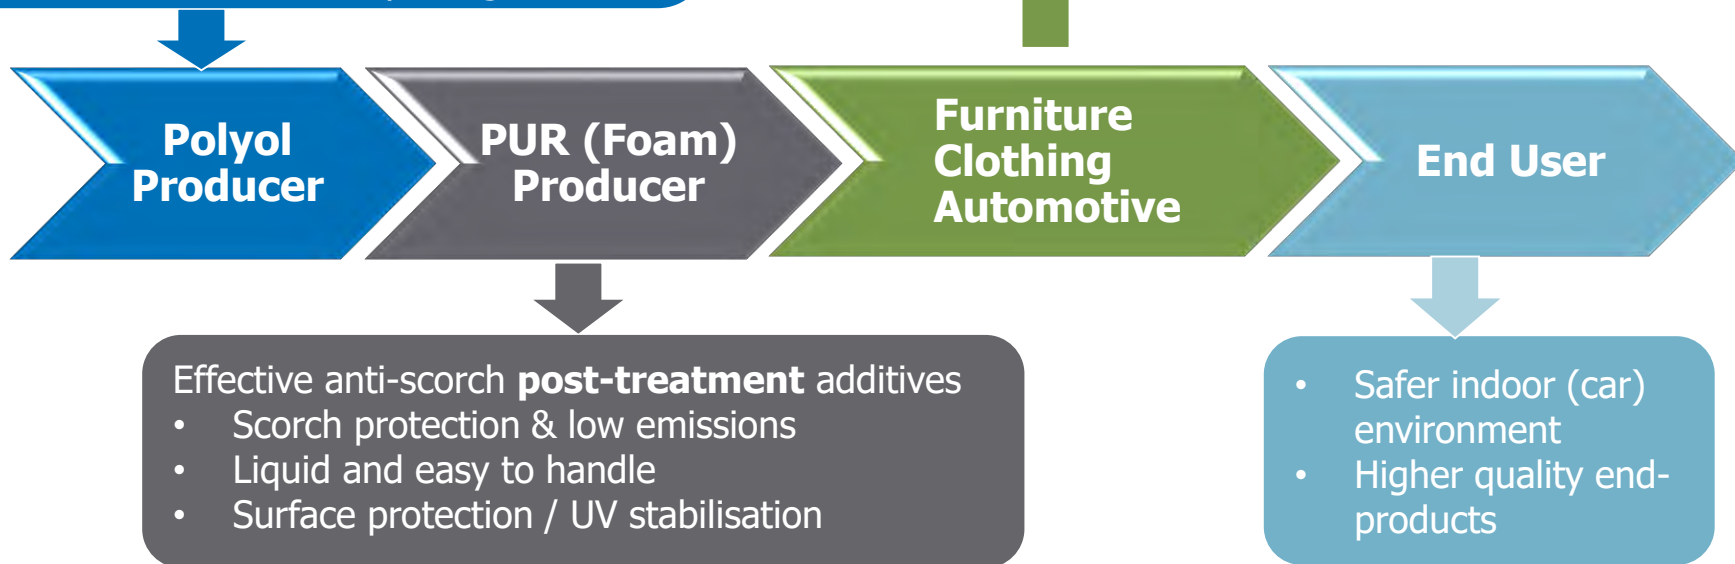 Polyol
Producer
PUR (Foam)
Producer
Furniture
Clothing
Automotive
End User
Effective anti-scorch post-treatment additives
• Scorch protection & low emissions
• Liquid and easy to handle
• Surface protection / UV stabilisation
• Safer indoor (car)
environment
• Higher quality end-
products